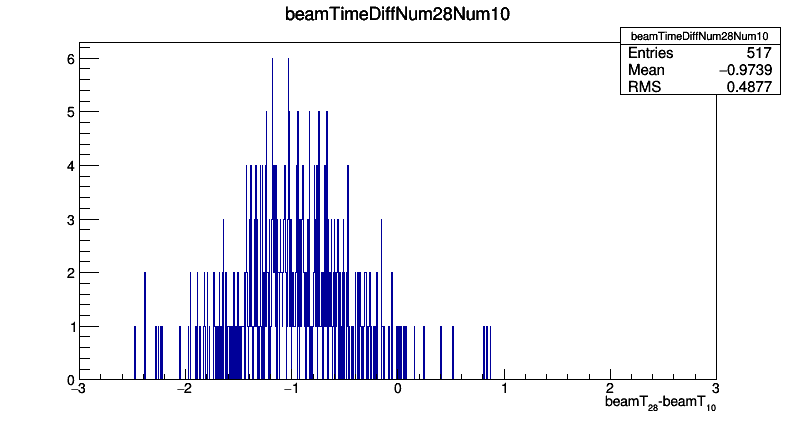 beamTimeDiffNum28Num10
beamTimeDiffNum28Num10
Entries 517
Mean −0.9739
RMS 0.4877
6
5
4
3
2
1
0
−3 −2 −1 0 1 2 3
beamT28-beamT10